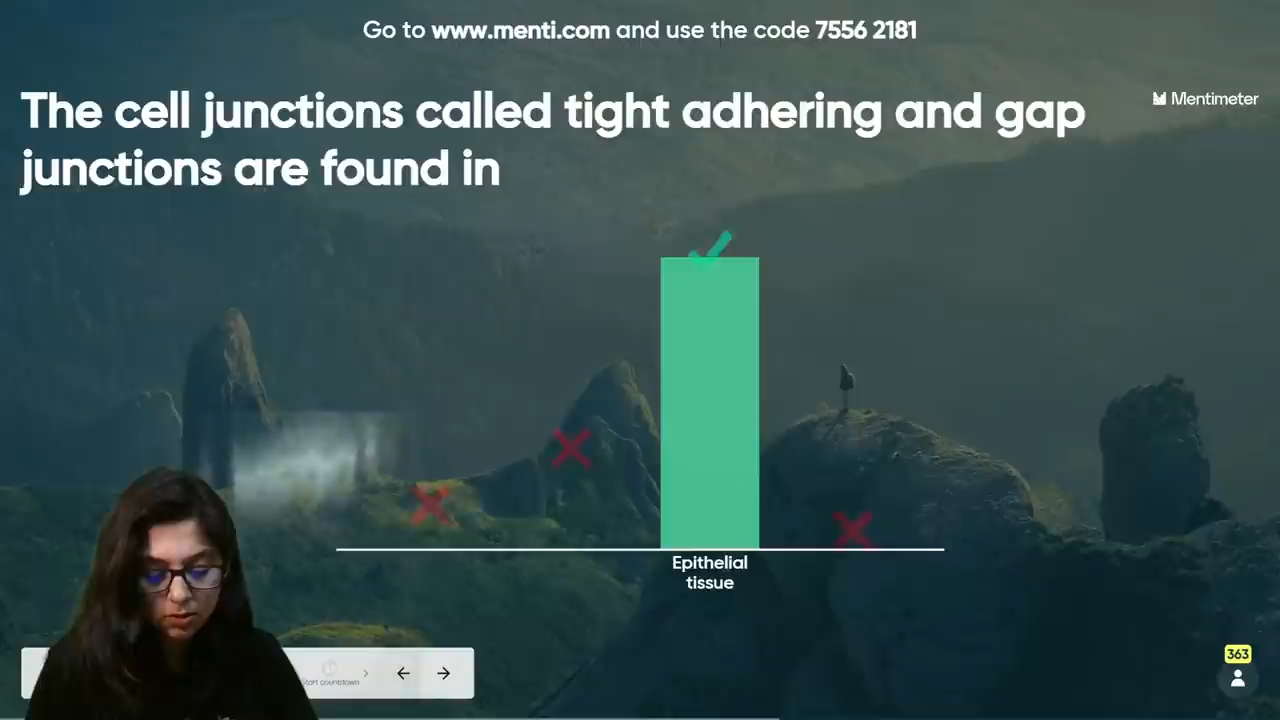 Go to www.menti.com and use the code 7556 2181
Mentimeter
The cell junctions called tight adhering and gap
junctions are found in
Epithelial
tissue
363
countdown